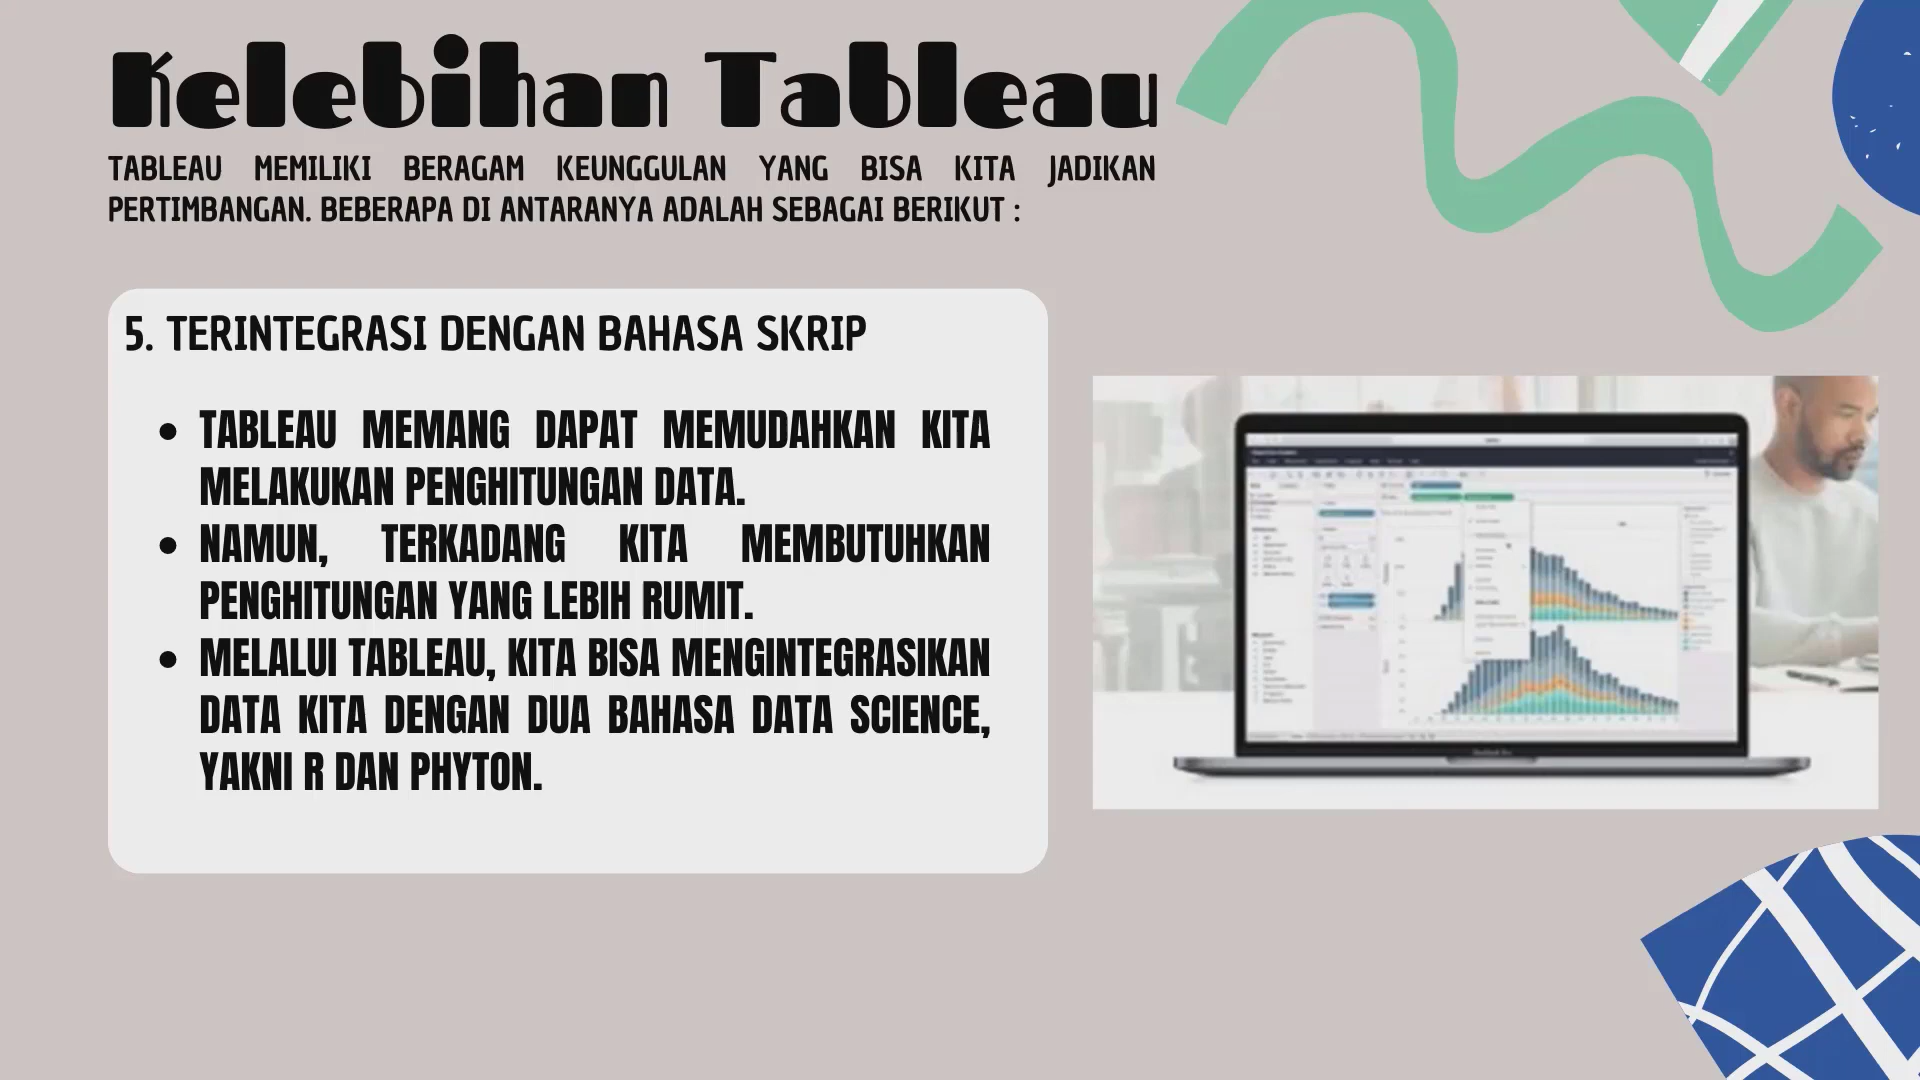 Kelebihan Tableau
TABLEAU MEMILIKI BERAGAM KEUNGGULAN YANG BISA KITA JADIKAN
PERTIMBANGAN. BEBERAPA DI ANTARANYA ADALAH SEBAGAI BERIKUT :
5. TERINTEGRASI DENGAN BAHASA SKRIP
• TABLEAU MEMANG DAPAT MEMUDAHKAN KITA
MELAKUKAN PENGHITUNGAN DATA.
• NAMUN, TERKADANG KITA MEMBUTUHKAN
PENGHITUNGAN YANG LEBIH RUMIT.
• MELALUI TABLEAU, KITA BISA MENGINTEGRASIKAN
DATA KITA DENGAN DUA BAHASA DATA SCIENCE,
YAKNI R DAN PHYTON.